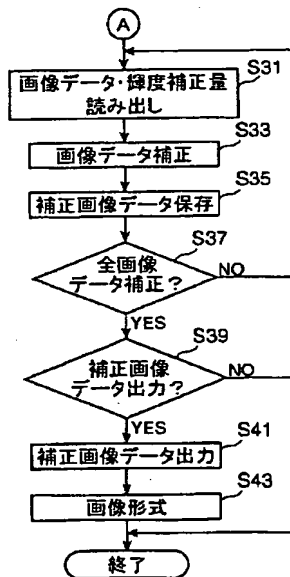 A
S31
画像データ・輝度補正量
読み出し
S33
画像データ補正
S35
補正画像データ保存
S37
全画像
データ補正?
NO
YES
S39
補正画像
データ出力?
NO
YES
S41
補正画像データ出力
S43
画像形式
終了